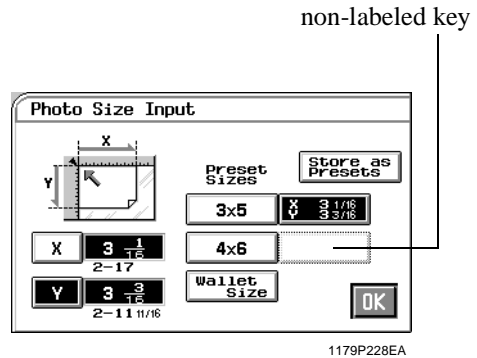 non-labeled key
Photo Size Input
X
Y
Preset
Sizes
Store as
Presets
3x5
X 3 1/16
Y 3 3/16
X
3 1/16
2-17
4x6
Y
3 3/16
2-11 11/16
Wallet
Size
OK
1179P228EA